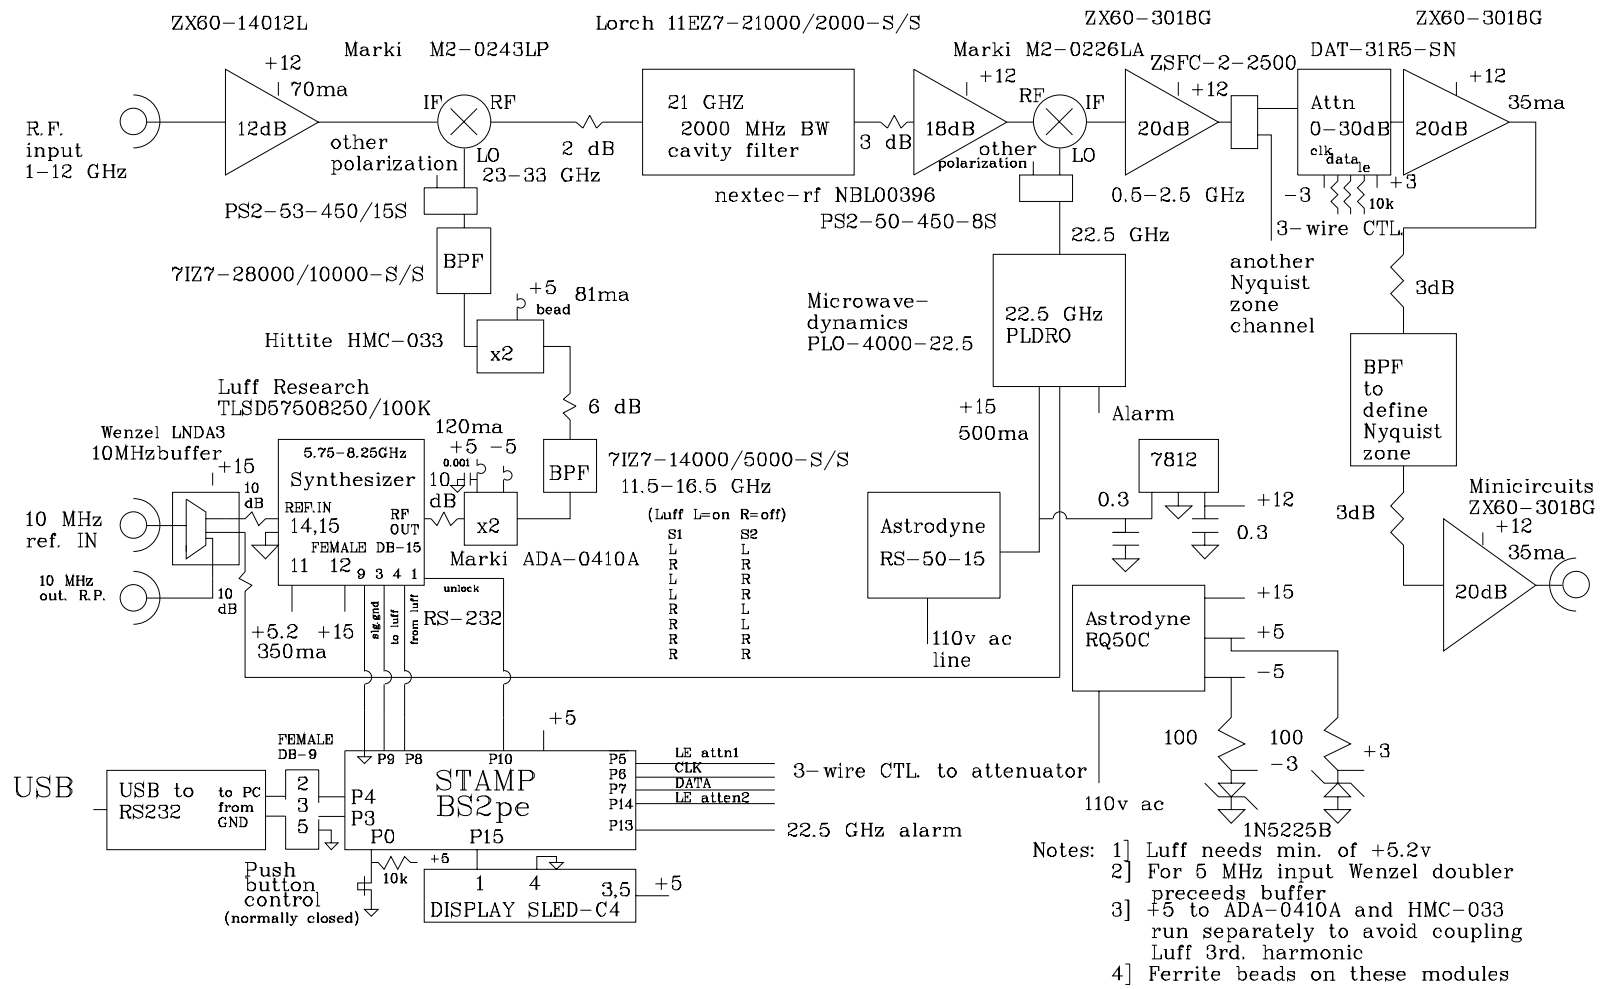 ZX60-14012L
Lorch 11EZ7-21000/2000-S/S
ZX60-3018G
ZX60-3018G
Marki M2-0243LP
Marki M2-0226LA
ZSFC-2-2500
DAT-31R5-SN
+12
70ma
12dB
R.F.
input
1-12 GHz
IF
RF
LO
other
polarization
23-33 GHz
2 dB
21 GHZ
2000 MHz BW
cavity filter
3 dB
nextec-rf NBL00396
+12
18dB
RF
IF
LO
other
polarization
+12
20dB
0.5-2.5 GHz
Attn
0-30dB
clk
data
le
-3
+3
10k
3-wire CTL.
+12
35ma
20dB
PS2-53-450/15S
PS2-50-450-8S
22.5 GHz
BPF
7IZ7-28000/10000-S/S
another
Nyquist
zone
channel
3dB
+5
bead
81ma
Hittite HMC-033
x2
Microwave-
dynamics
PLO-4000-22.5
22.5 GHz
PLDRO
BPF
to
define
Nyquist
zone
Luff Research
TLSD57508250/100K
6 dB
+15
500ma
Alarm
Wenzel LNDA3
10MHzbuffer
+15
10
dB
5.75-8.25GHz
Synthesizer
REF.IN
14,15
RF
OUT
FEMALE DB-15
11
12
9
3
4
1
120ma
+5
-5
0.001
10
dB
x2
Marki ADA-0410A
BPF
7IZ7-14000/5000-S/S
11.5-16.5 GHz
(Luff L=on R=off)
S1 S2
L R
L R
L R
L R
R L
R L
R R
R R
7812
0.3
+12
0.3
3dB
Minicircuits
ZX60-3018G
+12
35ma
20dB
10 MHz
ref. IN
10 MHz
out. R.P.
10
dB
Astrodyne
RS-50-15
110v ac
line
Astrodyne
RQ50C
+15
+5
-5
110v ac
+5.2
350ma
+15
sig.gnd
to luff
from luff
unlock
RS-232
100
-3
100
+3
1N5225B
+5
FEMALE
DB-9
USB
USB to
RS232
to PC
from
GND
2
3
5
P9
P8
P10
STAMP
BS2pe
P4
P3
P0
P15
P5
P6
P7
P14
P13
LE attn1
CLK
DATA
LE atten2
3-wire CTL. to attenuator
22.5 GHz alarm
Push
button
control
(normally closed)
+5
10k
1
4
3,5
+5
DISPLAY SLED-C4
Notes: 1] Luff needs min. of +5.2v
2] For 5 MHz input Wenzel doubler
preceeds buffer
3] +5 to ADA-0410A and HMC-033
run separately to avoid coupling
Luff 3rd. harmonic
4] Ferrite beads on these modules